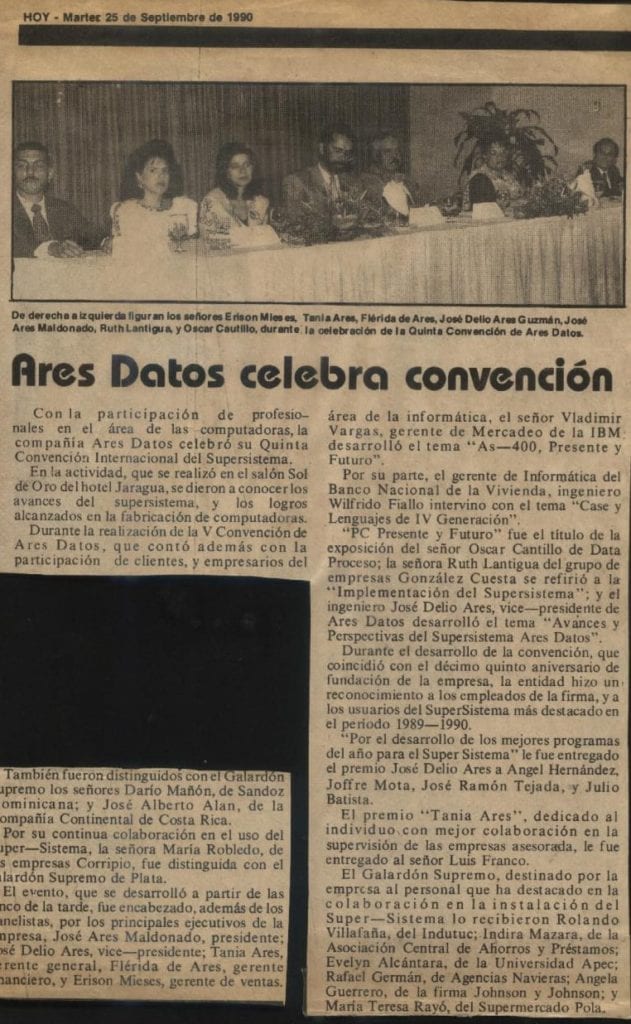 HOY - Martes 25 de Septiembre de 1990
De derecha a izquierda figuran los señores Erison Mieses, Tania Ares, Flérida de Ares, José Delio Ares Guzmán, José
Ares Maldonado, Ruth Lantigua, y Oscar Cautillo, durante la celebración de la Quinta Convención de Ares Datos.
Ares Datos celebra convención
Con la participación de profesio-
nales en el área de las computadoras, la
compañía Ares Datos celebró su Quinta
Convención Internacional del Supersistema.
En la actividad, que se realizó en el salón Sol
de Oro del hotel Jaragua, se dieron a conocer los
avances del supersistema, y los logros
alcanzados en la fabricación de computadoras.
Durante la realización de la V Convención de
Ares Datos, que contó además con la
participación de clientes, y empresarios del
área de la informática, el señor Vladimir
Vargas, gerente de Mercadeo de la IBM
desarrolló el tema "As—400, Presente y
Futuro".
Por su parte, el gerente de Informática del
Banco Nacional de la Vivienda, ingeniero
Wilfrido Fiallo intervino con el tema "Case y
Lenguajes de IV Generación".
"PC Presente y Futuro" fue el título de la
exposición del señor Oscar Cantillo de Data
Proceso; la señora Ruth Lantigua del grupo de
empresas González Cuesta se refirió a la
"Implementación del Supersistema"; y el
ingeniero José Delio Ares, vice—presidente de
Ares Datos desarrolló el tema "Avances y
Perspectivas del Supersistema Ares Datos".
Durante el desarrollo de la convención, que
coincidió con el décimo quinto aniversario de
fundación de la empresa, la entidad hizo un
reconocimiento a los empleados de la firma, y a
los usuarios del SuperSistema más destacado en
el período 1989—1990.
"Por el desarrollo de los mejores programas
del año para el Super Sistema" le fue entregado
el premio José Delio Ares a Angel Hernández,
Joffre Mota, José Ramón Tejada, y Julio
Batista.
El premio "Tania Ares", dedicado al
individuo con mejor colaboración en la
supervisión de las empresas asesorada, le
fue entregado al señor Luis Franco.
El Galardón Supremo, destinado por la
empresa al personal que ha destacado en la
colaboración en la instalación del
Super—Sistema lo recibieron Rolando
Villafaña, del Indutuc; Indira Mazara, de la
Asociación Central de Ahorros y Préstamos;
Evelyn Alcántara, de la Universidad Apec;
Rafael Germán, de Agencias Navieras; Angela
Guerrero, de la firma Johnson y Johnson; y
María Teresa Rayó, del Supermercado Pola.
También fueron distinguidos con el Galardón
upremo los señores Darío Mañón, de Sandoz
ominicana; y José Alberto Alan, de la
ompañía Continental de Costa Rica.
Por su continua colaboración en el uso del
uper—Sistema, la señora María Robledo, de
s empresas Corripio, fue distinguida con el
alardón Supremo de Plata.
El evento, que se desarrolló a partir de las
nco de la tarde, fue encabezado, además de los
anelistas, por los principales ejecutivos de la
mpresa, José Ares Maldonado, presidente;
osé Delio Ares, vice—presidente; Tania Ares,
erente general, Flérida de Ares, gerente
nanciero, y Erison Mieses, gerente de ventas.